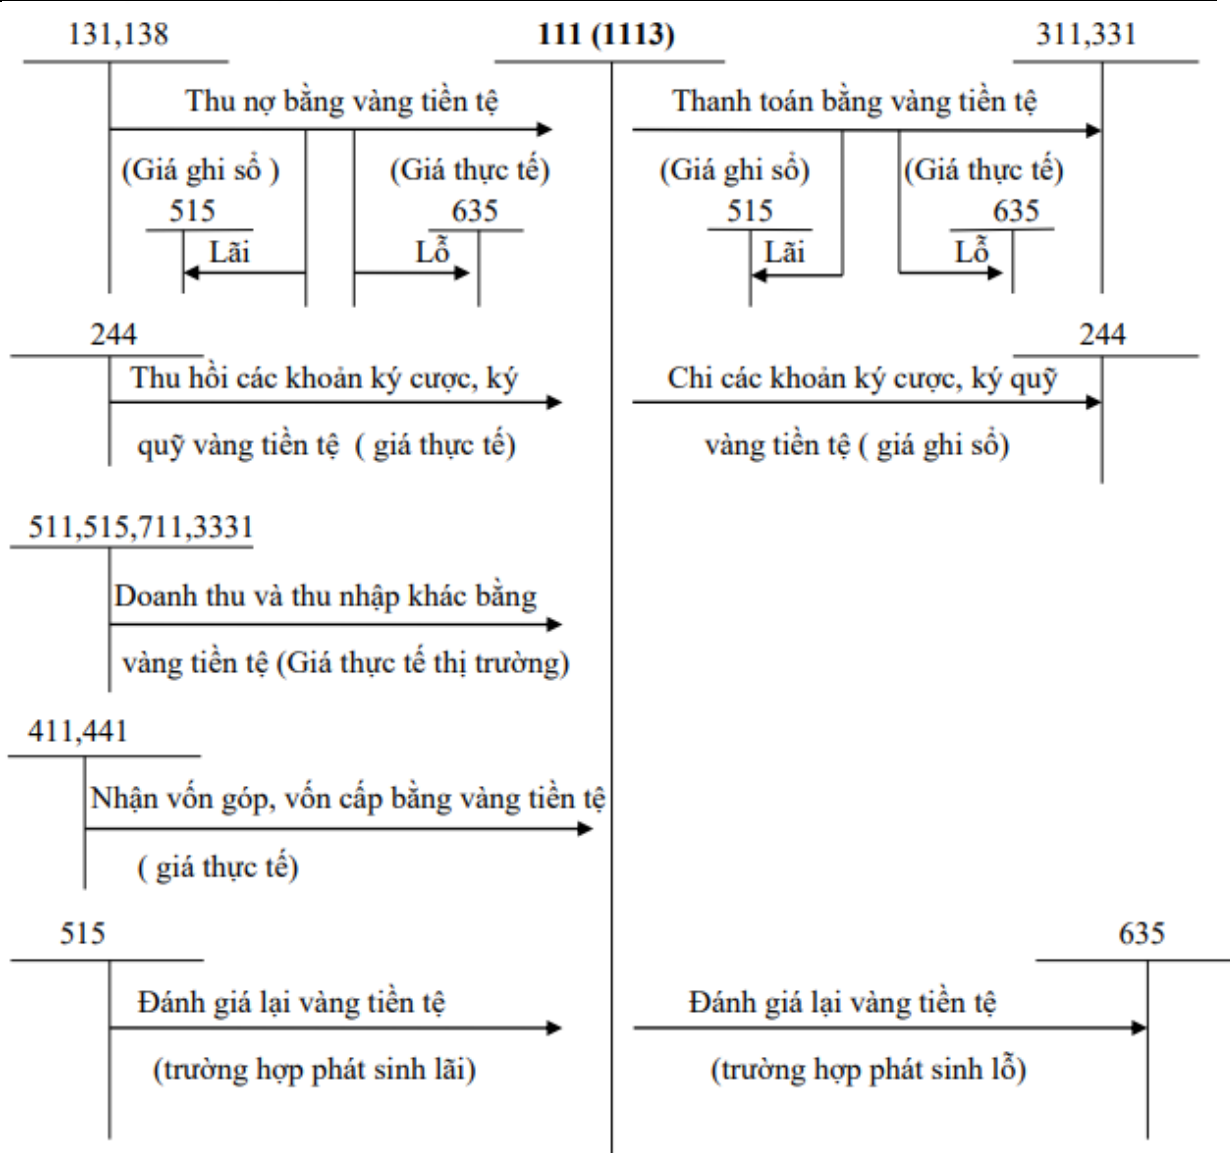 131,138
111 (1113)
311,331
Thu nợ bằng vàng tiền tệ
Thanh toán bằng vàng tiền tệ
(Giá ghi sổ )
(Giá thực tế)
(Giá ghi sổ)
(Giá thực tế)
515
635
515
635
Lãi
Lỗ
Lãi
Lỗ
244
244
Thu hồi các khoản ký cược, ký
Chi các khoản ký cược, ký quỹ
quỹ vàng tiền tệ ( giá thực tế)
vàng tiền tệ ( giá ghi sổ)
511,515,711,3331
Doanh thu và thu nhập khác bằng
vàng tiền tệ (Giá thực tế thị trường)
411,441
Nhận vốn góp, vốn cấp bằng vàng tiền tệ
( giá thực tế)
515
635
Đánh giá lại vàng tiền tệ
Đánh giá lại vàng tiền tệ
(trường hợp phát sinh lãi)
(trường hợp phát sinh lỗ)